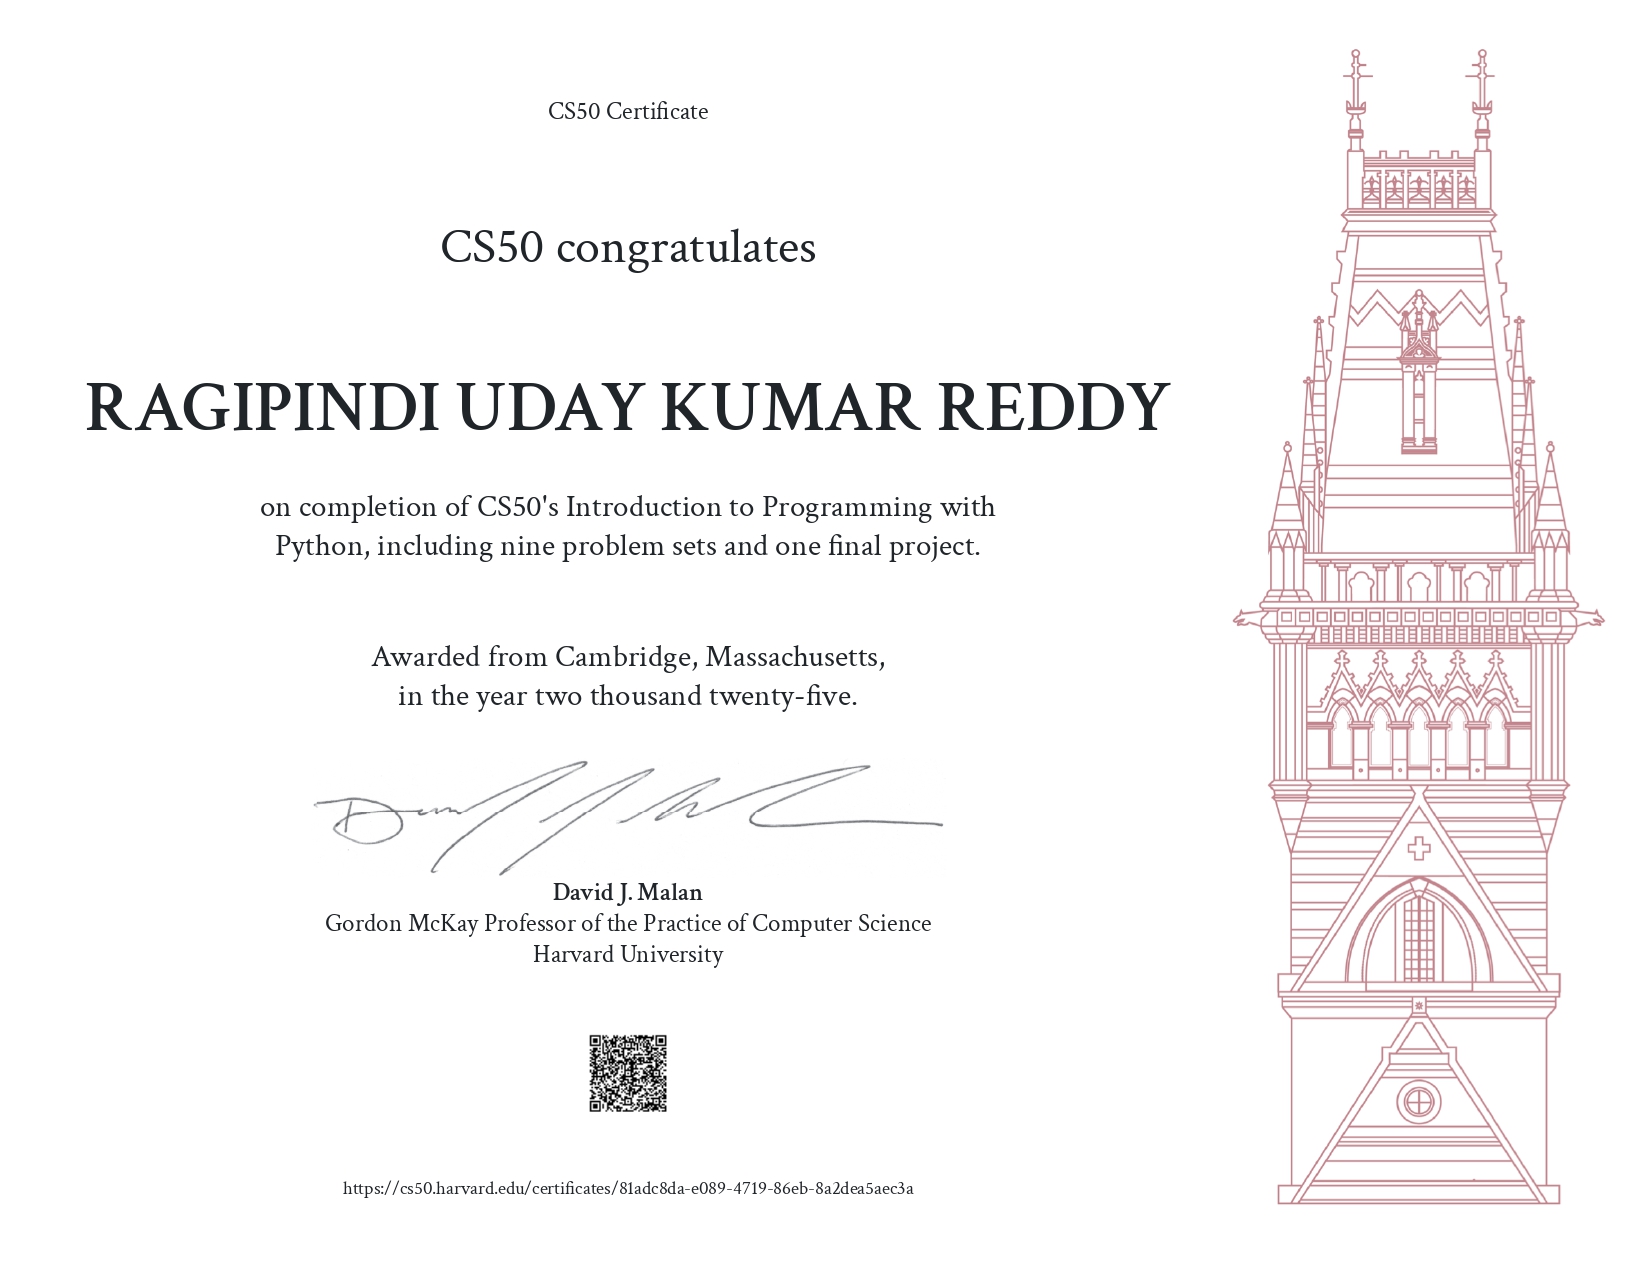 CS50 Certificate
CS50 congratulates
RAGIPINDI UDAY KUMAR REDDY
on completion of CS50's Introduction to Programming with
Python, including nine problem sets and one final project.
Awarded from Cambridge, Massachusetts,
in the year two thousand twenty-five.
David J. Malan
Gordon McKay Professor of the Practice of Computer Science
Harvard University
https://cs50.harvard.edu/certificates/81adc8da-e089-4719-86eb-8a2dea5aec3a